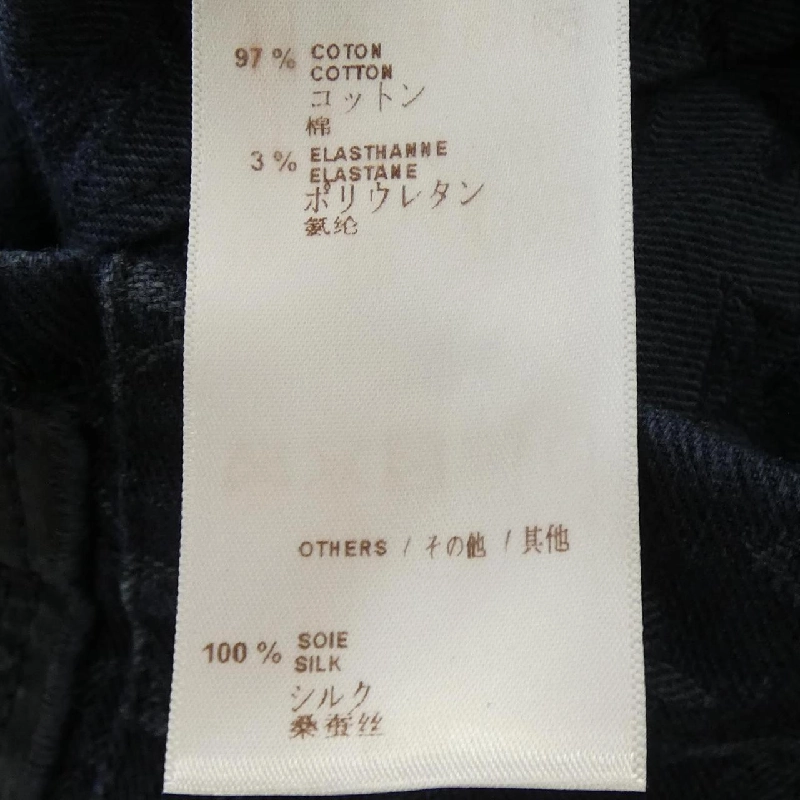 97 % COTON
COTTON
コットン
棉
3 % ELASTHANNE
ELASTANE
ポリウレタン
氨纶
OTHERS / その他 / 其他
100 % SOIE
SILK
シルク
桑蚕丝